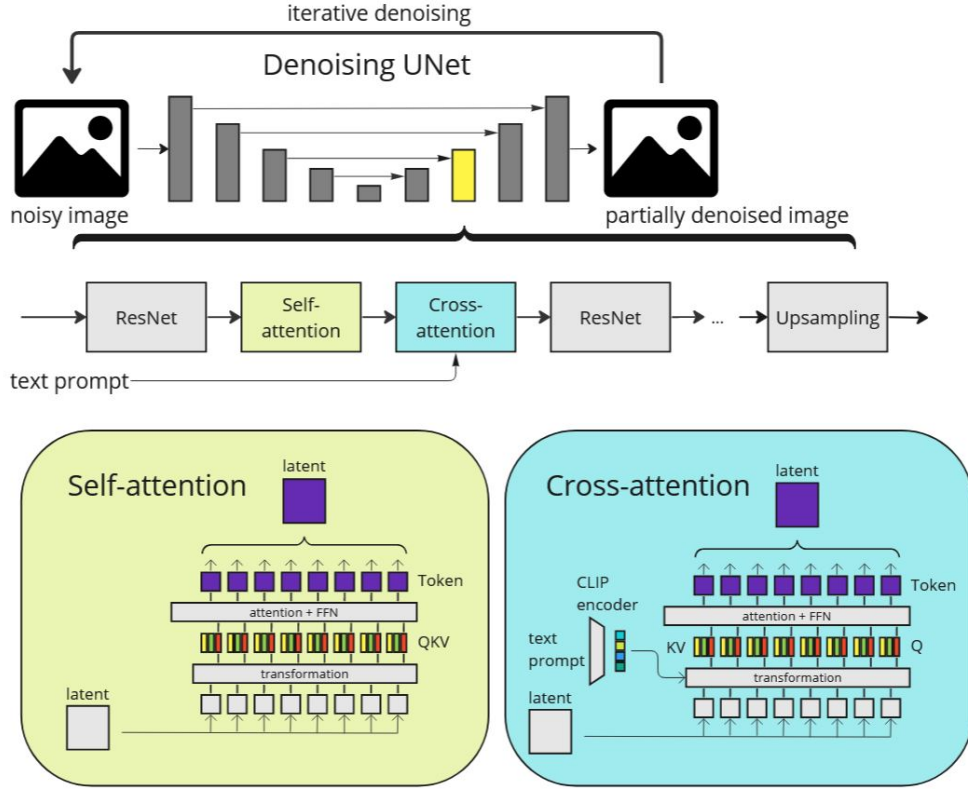 iterative denoising
Denoising UNet
noisy image
partially denoised image
ResNet
Self-
attention
Cross-
attention
ResNet
...
Upsampling
text prompt
Self-attention
latent
Token
attention + FFN
QKV
transformation
latent
Cross-attention
latent
CLIP
encoder
Token
attention + FFN
text
prompt
KV
Q
transformation
latent